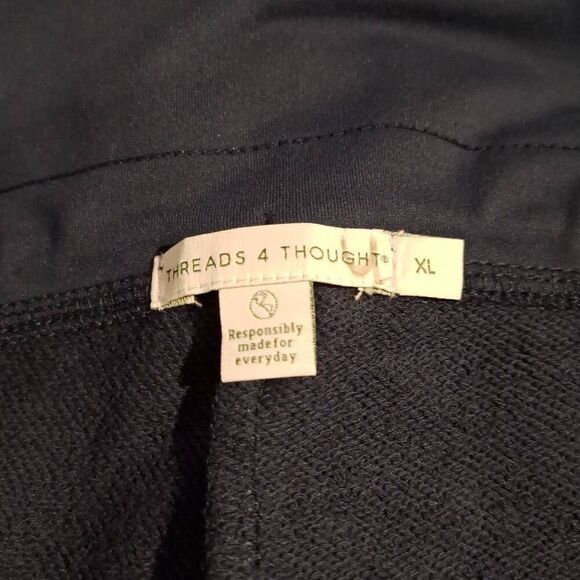 THREADS 4 THOUGHT® XL
Responsibly
made for
everyday